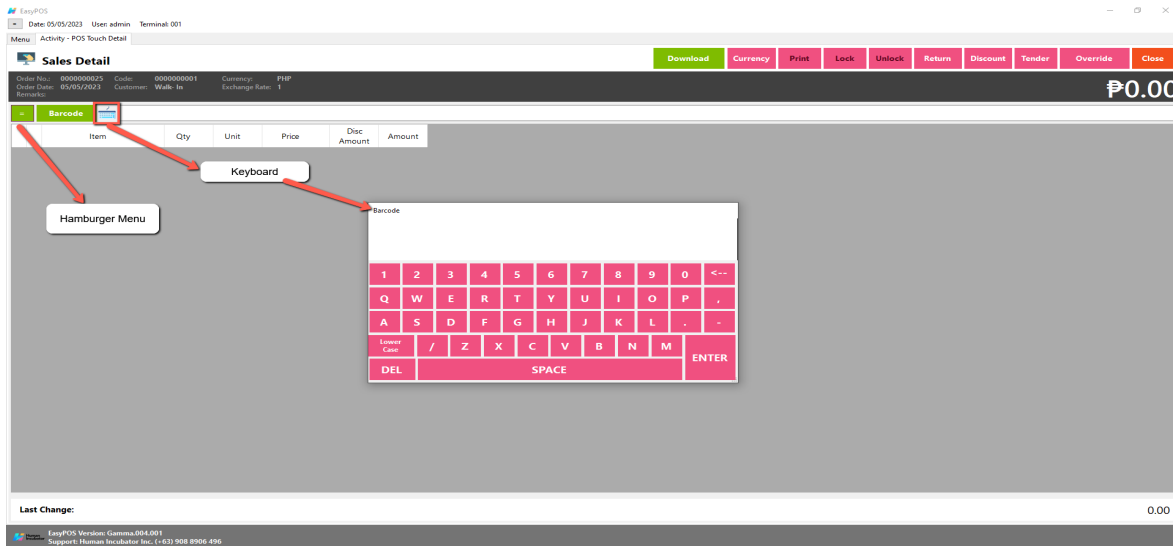 EasyPOS
Date: 05/05/2023 User: admin Terminal: 001
Menu Activity - POS Touch Detail
Sales Detail Download Currency Print Lock Unlock Return Discount Tender Override Close
Order No.: 0000000025 Code: 0000000001 Currency: PHP
Order Date: 05/05/2023 Customer: Walk- In Exchange Rate: 1
Remarks:
₱0.00
= Barcode
Item Qty Unit Price Disc Amount Amount
Keyboard
Hamburger Menu
Barcode
1 2 3 4 5 6 7 8 9 0 <--
Q W E R T Y U I O P ,
A S D F G H J K L . -
Lower Case / Z X C V B N M ENTER
DEL SPACE
Last Change: 0.00
EasyPOS Version: Gamma.004.001
Human Incubator Support: Human Incubator Inc. (+63) 908 8906 496